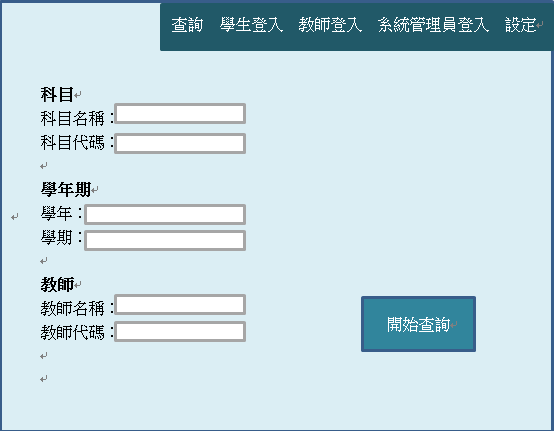 查詢 學生登入 教師登入 系統管理員登入 設定
科目
科目名稱：
科目代碼：
學年期
學年：
學期：
教師
教師名稱：
教師代碼：
開始查詢